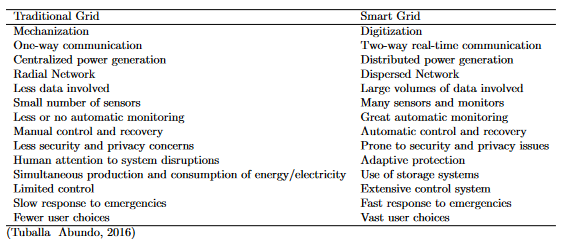 Traditional Grid Smart Grid
Mechanization Digitization
One-way communication Two-way real-time communication
Centralized power generation Distributed power generation
Radial Network Dispersed Network
Less data involved Large volumes of data involved
Small number of sensors Many sensors and monitors
Less or no automatic monitoring Great automatic monitoring
Manual control and recovery Automatic control and recovery
Less security and privacy concerns Prone to security and privacy issues
Human attention to system disruptions Adaptive protection
Simultaneous production and consumption of energy/electricity Use of storage systems
Limited control Extensive control system
Slow response to emergencies Fast response to emergencies
Fewer user choices Vast user choices
(Tuballa Abundo, 2016)